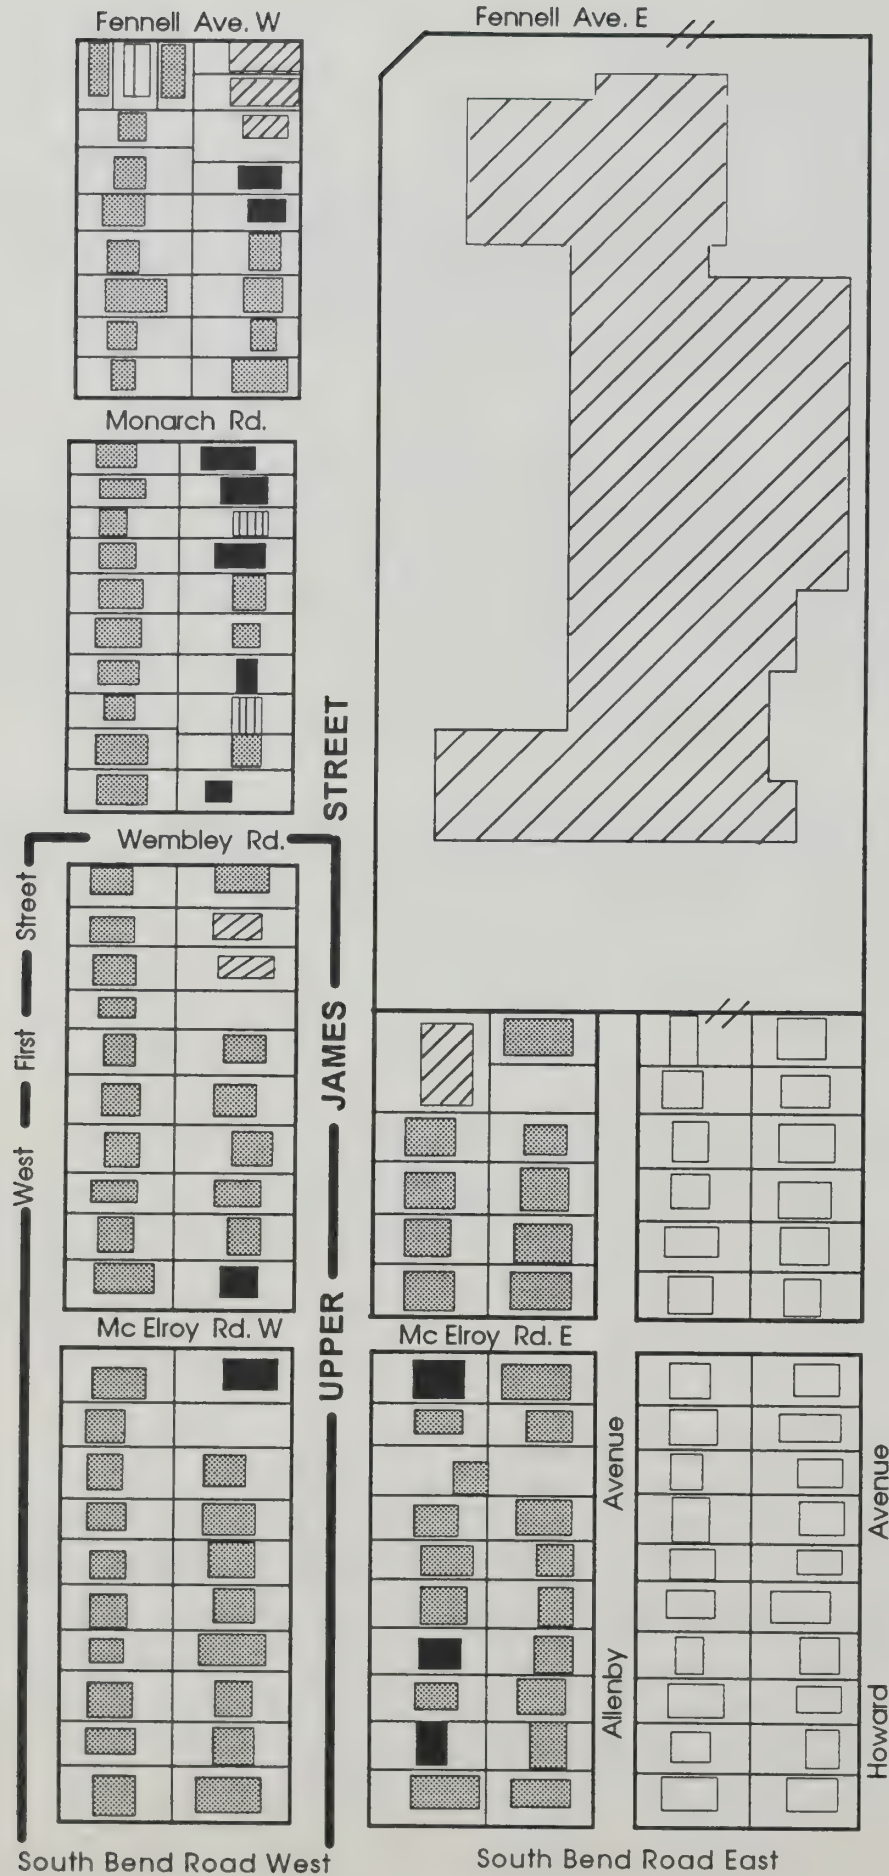 Fennell Ave. W
Fennell Ave. E
Monarch Rd.
Wembley Rd.
West First Street
UPPER JAMES STREET
Mc Elroy Rd. W
Mc Elroy Rd. E
Allenby Avenue
Howard Avenue
South Bend Road West
South Bend Road East